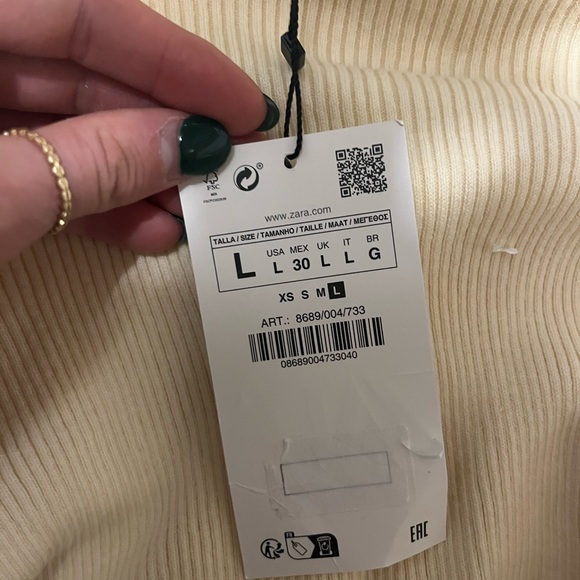 FSC
www.zara.com
TALLA / SIZE / TAMANHO / TAILLE / MAAT / ΜΕΓΕΘΟΣ
USA MEX UK IT BR
L L 30 L L G
XS S M L
ART.: 8689/004/733
08689004733040
FR
EAC